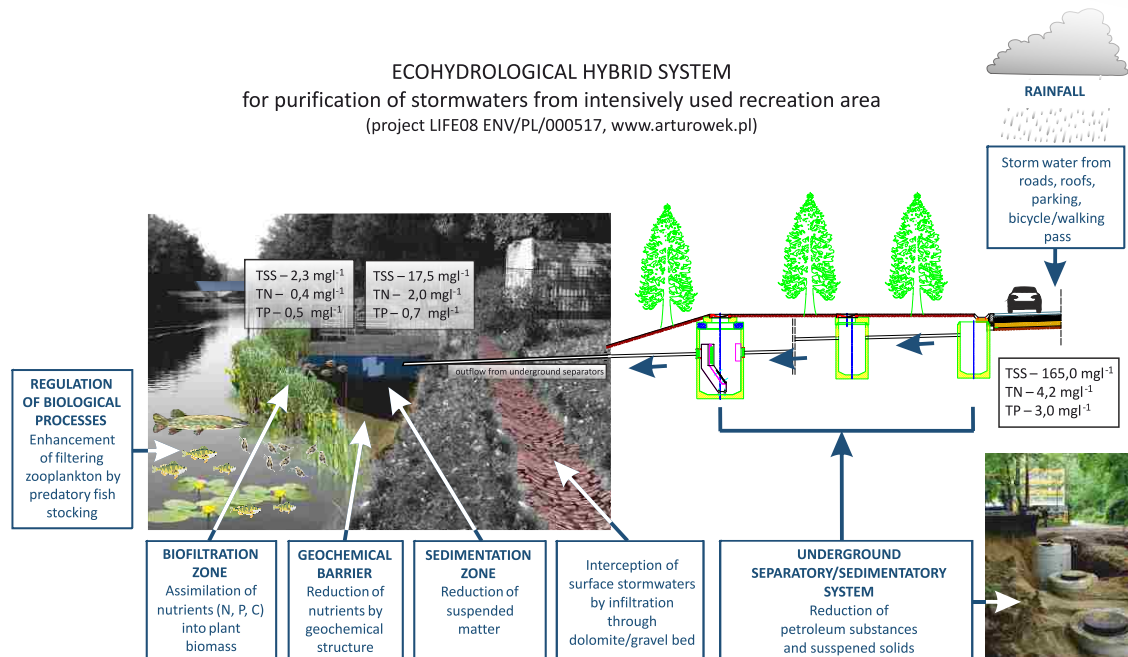 ECOHYDROLOGICAL HYBRID SYSTEM
for purification of stormwaters from intensively used recreation area
(project LIFE08 ENV/PL/000517, www.arturowek.pl)
RAINFALL
Storm water from
roads, roofs,
parking,
bicycle/walking
pass
TSS – 2,3 mgl⁻¹
TN – 0,4 mgl⁻¹
TP – 0,5 mgl⁻¹
TSS – 17,5 mgl⁻¹
TN – 2,0 mgl⁻¹
TP – 0,7 mgl⁻¹
outflow from underground separators
TSS – 165,0 mgl⁻¹
TN – 4,2 mgl⁻¹
TP – 3,0 mgl⁻¹
REGULATION
OF BIOLOGICAL
PROCESSES
Enhancement
of filtering
zooplankton by
predatory fish
stocking
BIOFILTRATION
ZONE
Assimilation of
nutrients (N, P, C)
into plant
biomass
GEOCHEMICAL
BARRIER
Reduction of
nutrients by
geochemical
structure
SEDIMENTATION
ZONE
Reduction of
suspended
matter
Interception of
surface stormwaters
by infiltration
through
dolomite/gravel bed
UNDERGROUND
SEPARATORY/SEDIMENTATORY
SYSTEM
Reduction of
petroleum substances
and susspened solids